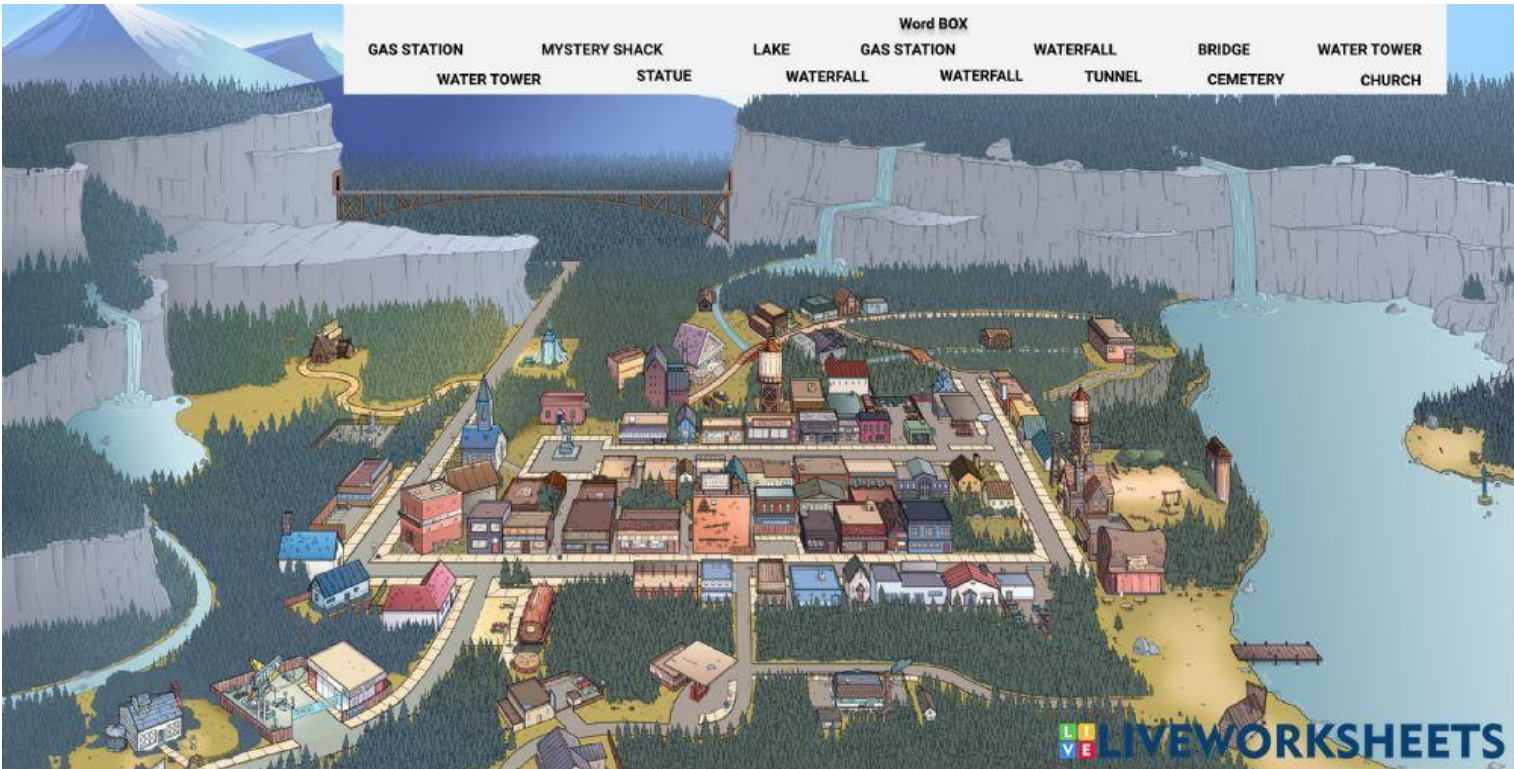 Word BOX
GAS STATION MYSTERY SHACK LAKE GAS STATION WATERFALL BRIDGE WATER TOWER
WATER TOWER STATUE WATERFALL WATERFALL TUNNEL CEMETERY CHURCH
LIVE LIVEWORKSHEETS